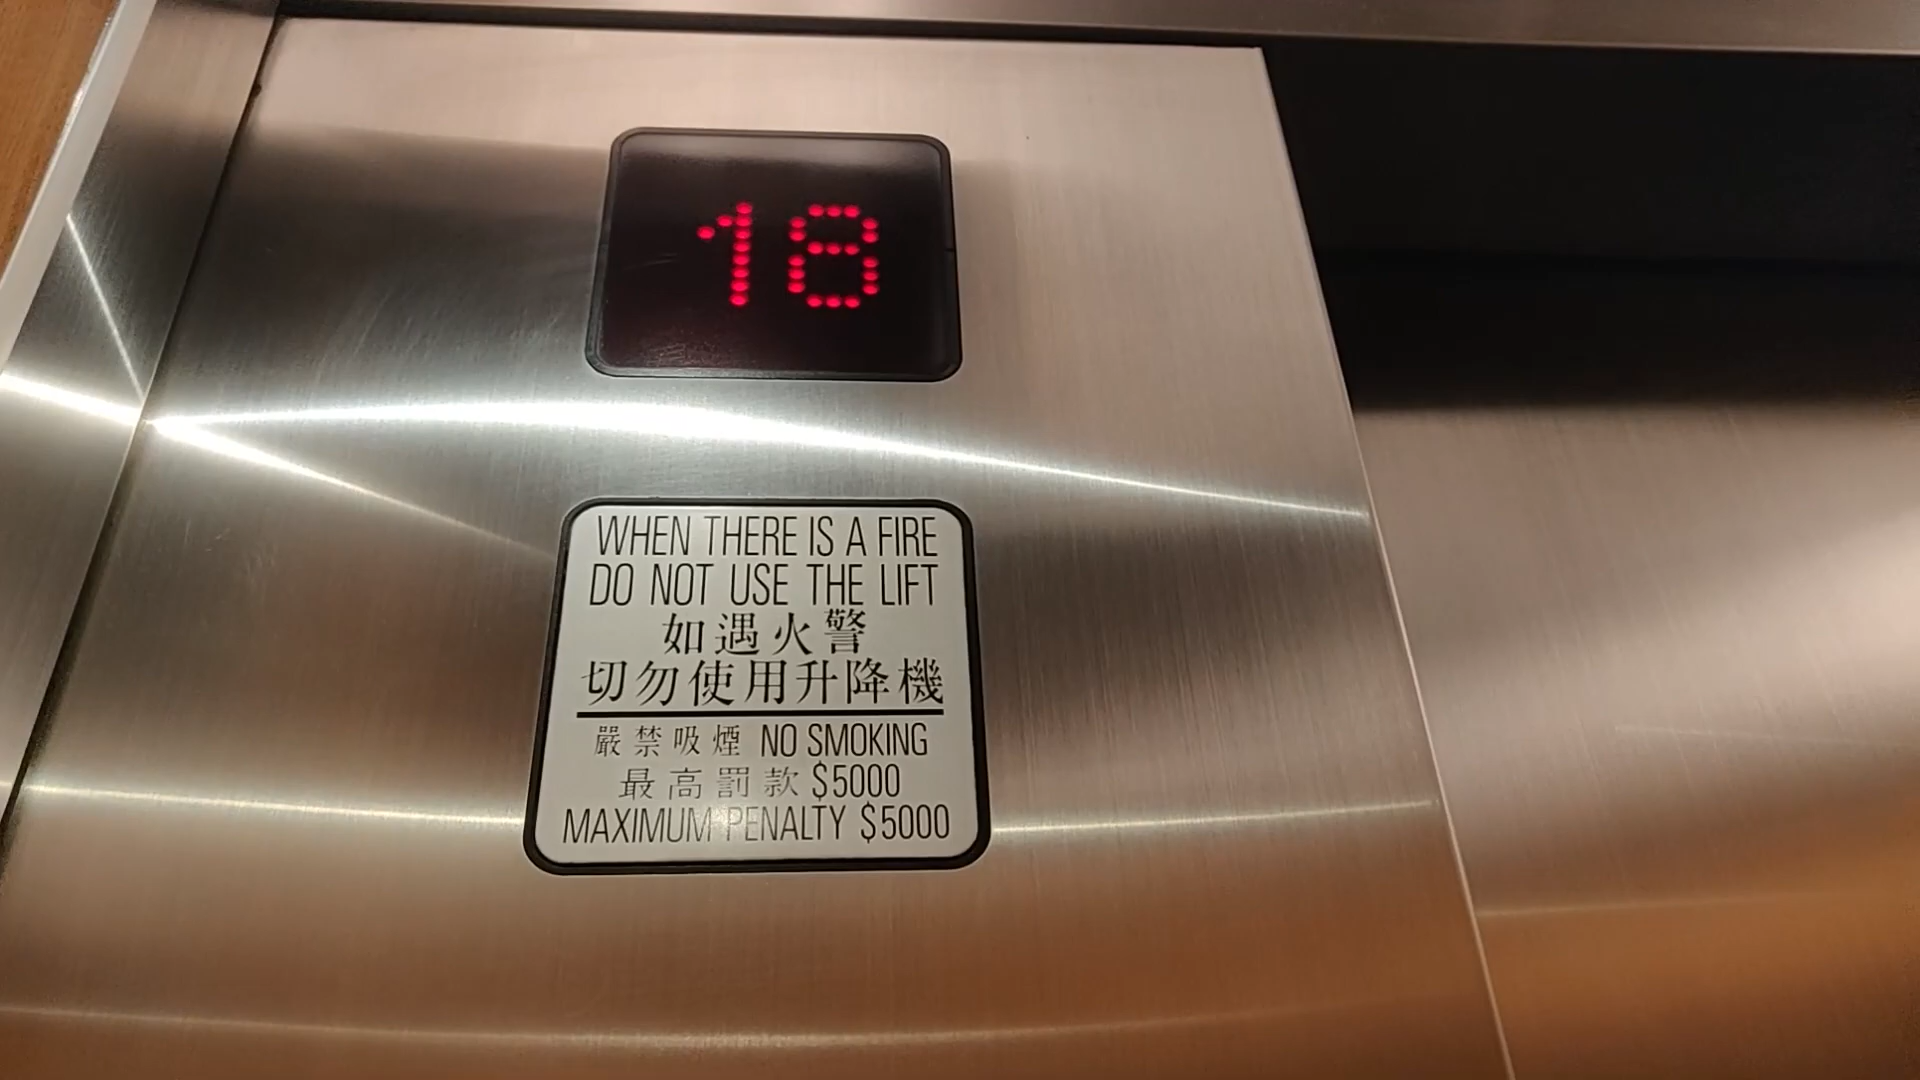 18
WHEN THERE IS A FIRE
DO NOT USE THE LIFT
如遇火警
切勿使用升降機
嚴禁吸煙 NO SMOKING
最高罰款 $5000
MAXIMUM PENALTY $5000